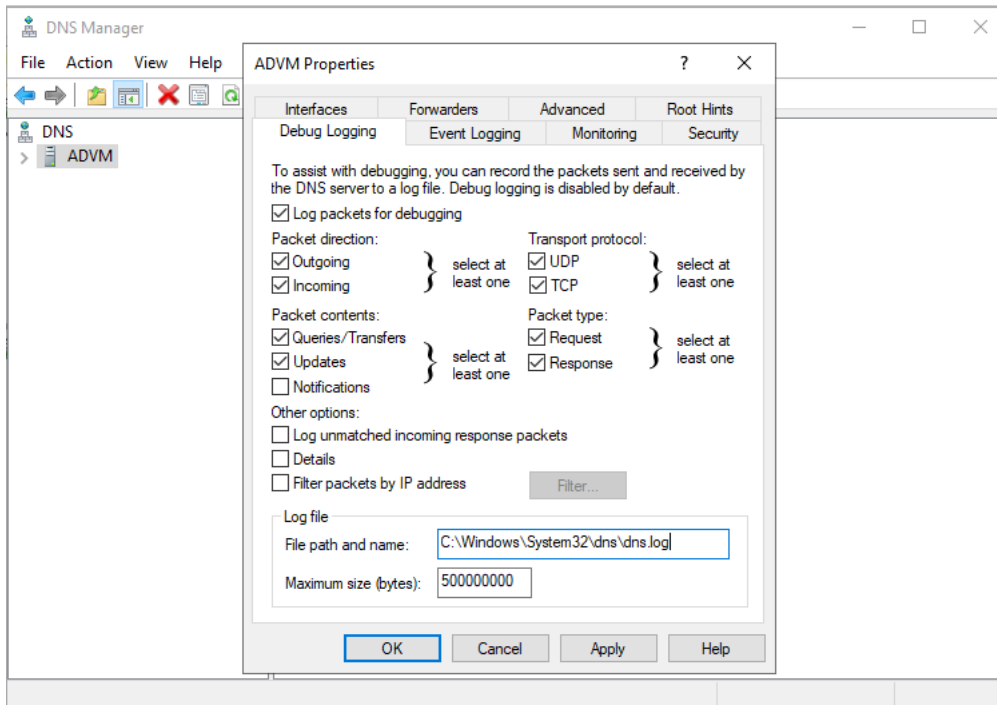 DNS Manager
File Action View Help
DNS
ADVM
ADVM Properties
?
Interfaces Forwarders Advanced Root Hints
Debug Logging Event Logging Monitoring Security
To assist with debugging, you can record the packets sent and received by
the DNS server to a log file. Debug logging is disabled by default.
Log packets for debugging
Packet direction:
Outgoing
Incoming
select at
least one
Transport protocol:
UDP
TCP
select at
least one
Packet contents:
Queries/Transfers
Updates
Notifications
select at
least one
Packet type:
Request
Response
select at
least one
Other options:
Log unmatched incoming response packets
Details
Filter packets by IP address
Filter...
Log file
File path and name: C:\Windows\System32\dns\dns.log
Maximum size (bytes): 500000000
OK Cancel Apply Help